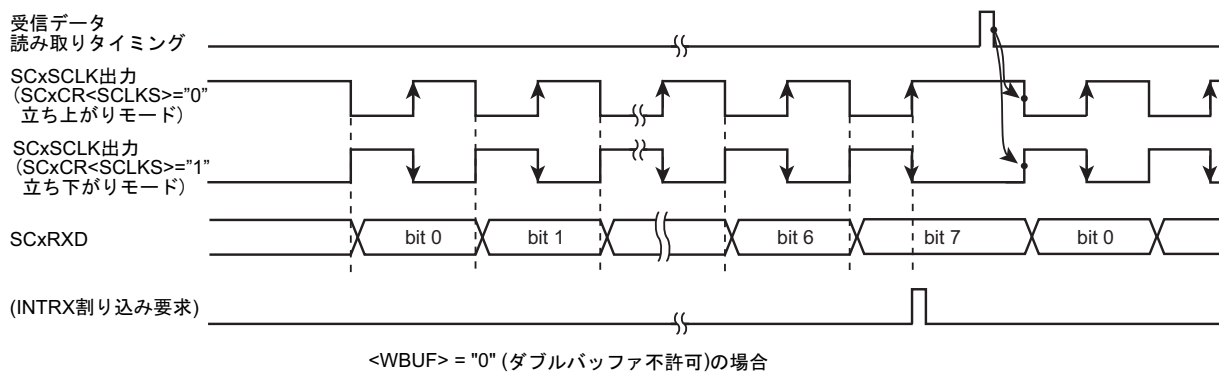 受信データ
読み取りタイミング
SCxSCLK出力
(SCxCR<SCLKS>="0"
立ち上がりモード)
SCxSCLK出力
(SCxCR<SCLKS>="1"
立ち下がりモード)
SCxRXD
bit 0 bit 1 bit 6 bit 7 bit 0
(INTRX割り込み要求)
<WBUF> = "0" (ダブルバッファ不許可)の場合